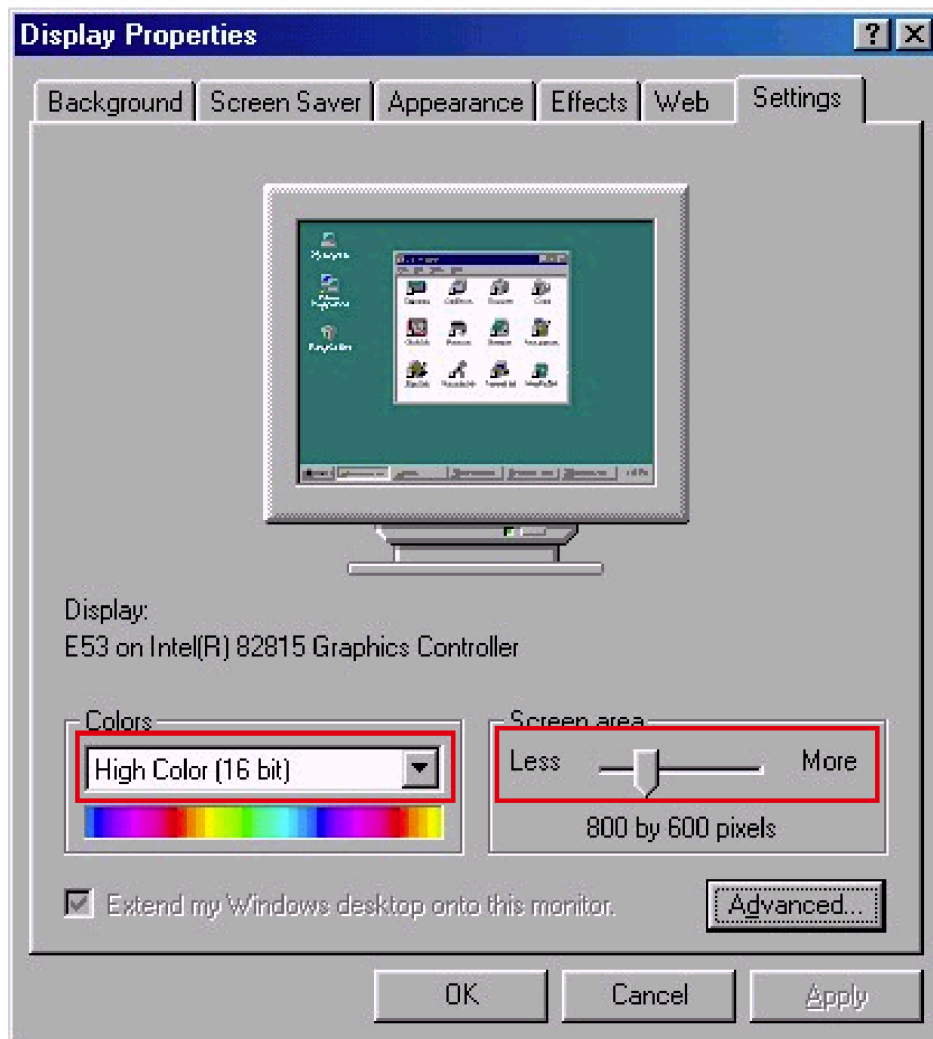 Display Properties
Background Screen Saver Appearance Effects Web Settings
Display:
E53 on Intel(R) 82815 Graphics Controller
Colors
Screen area
High Color (16 bit)
Less More
800 by 600 pixels
Extend my Windows desktop onto this monitor.
Advanced...
OK Cancel Apply